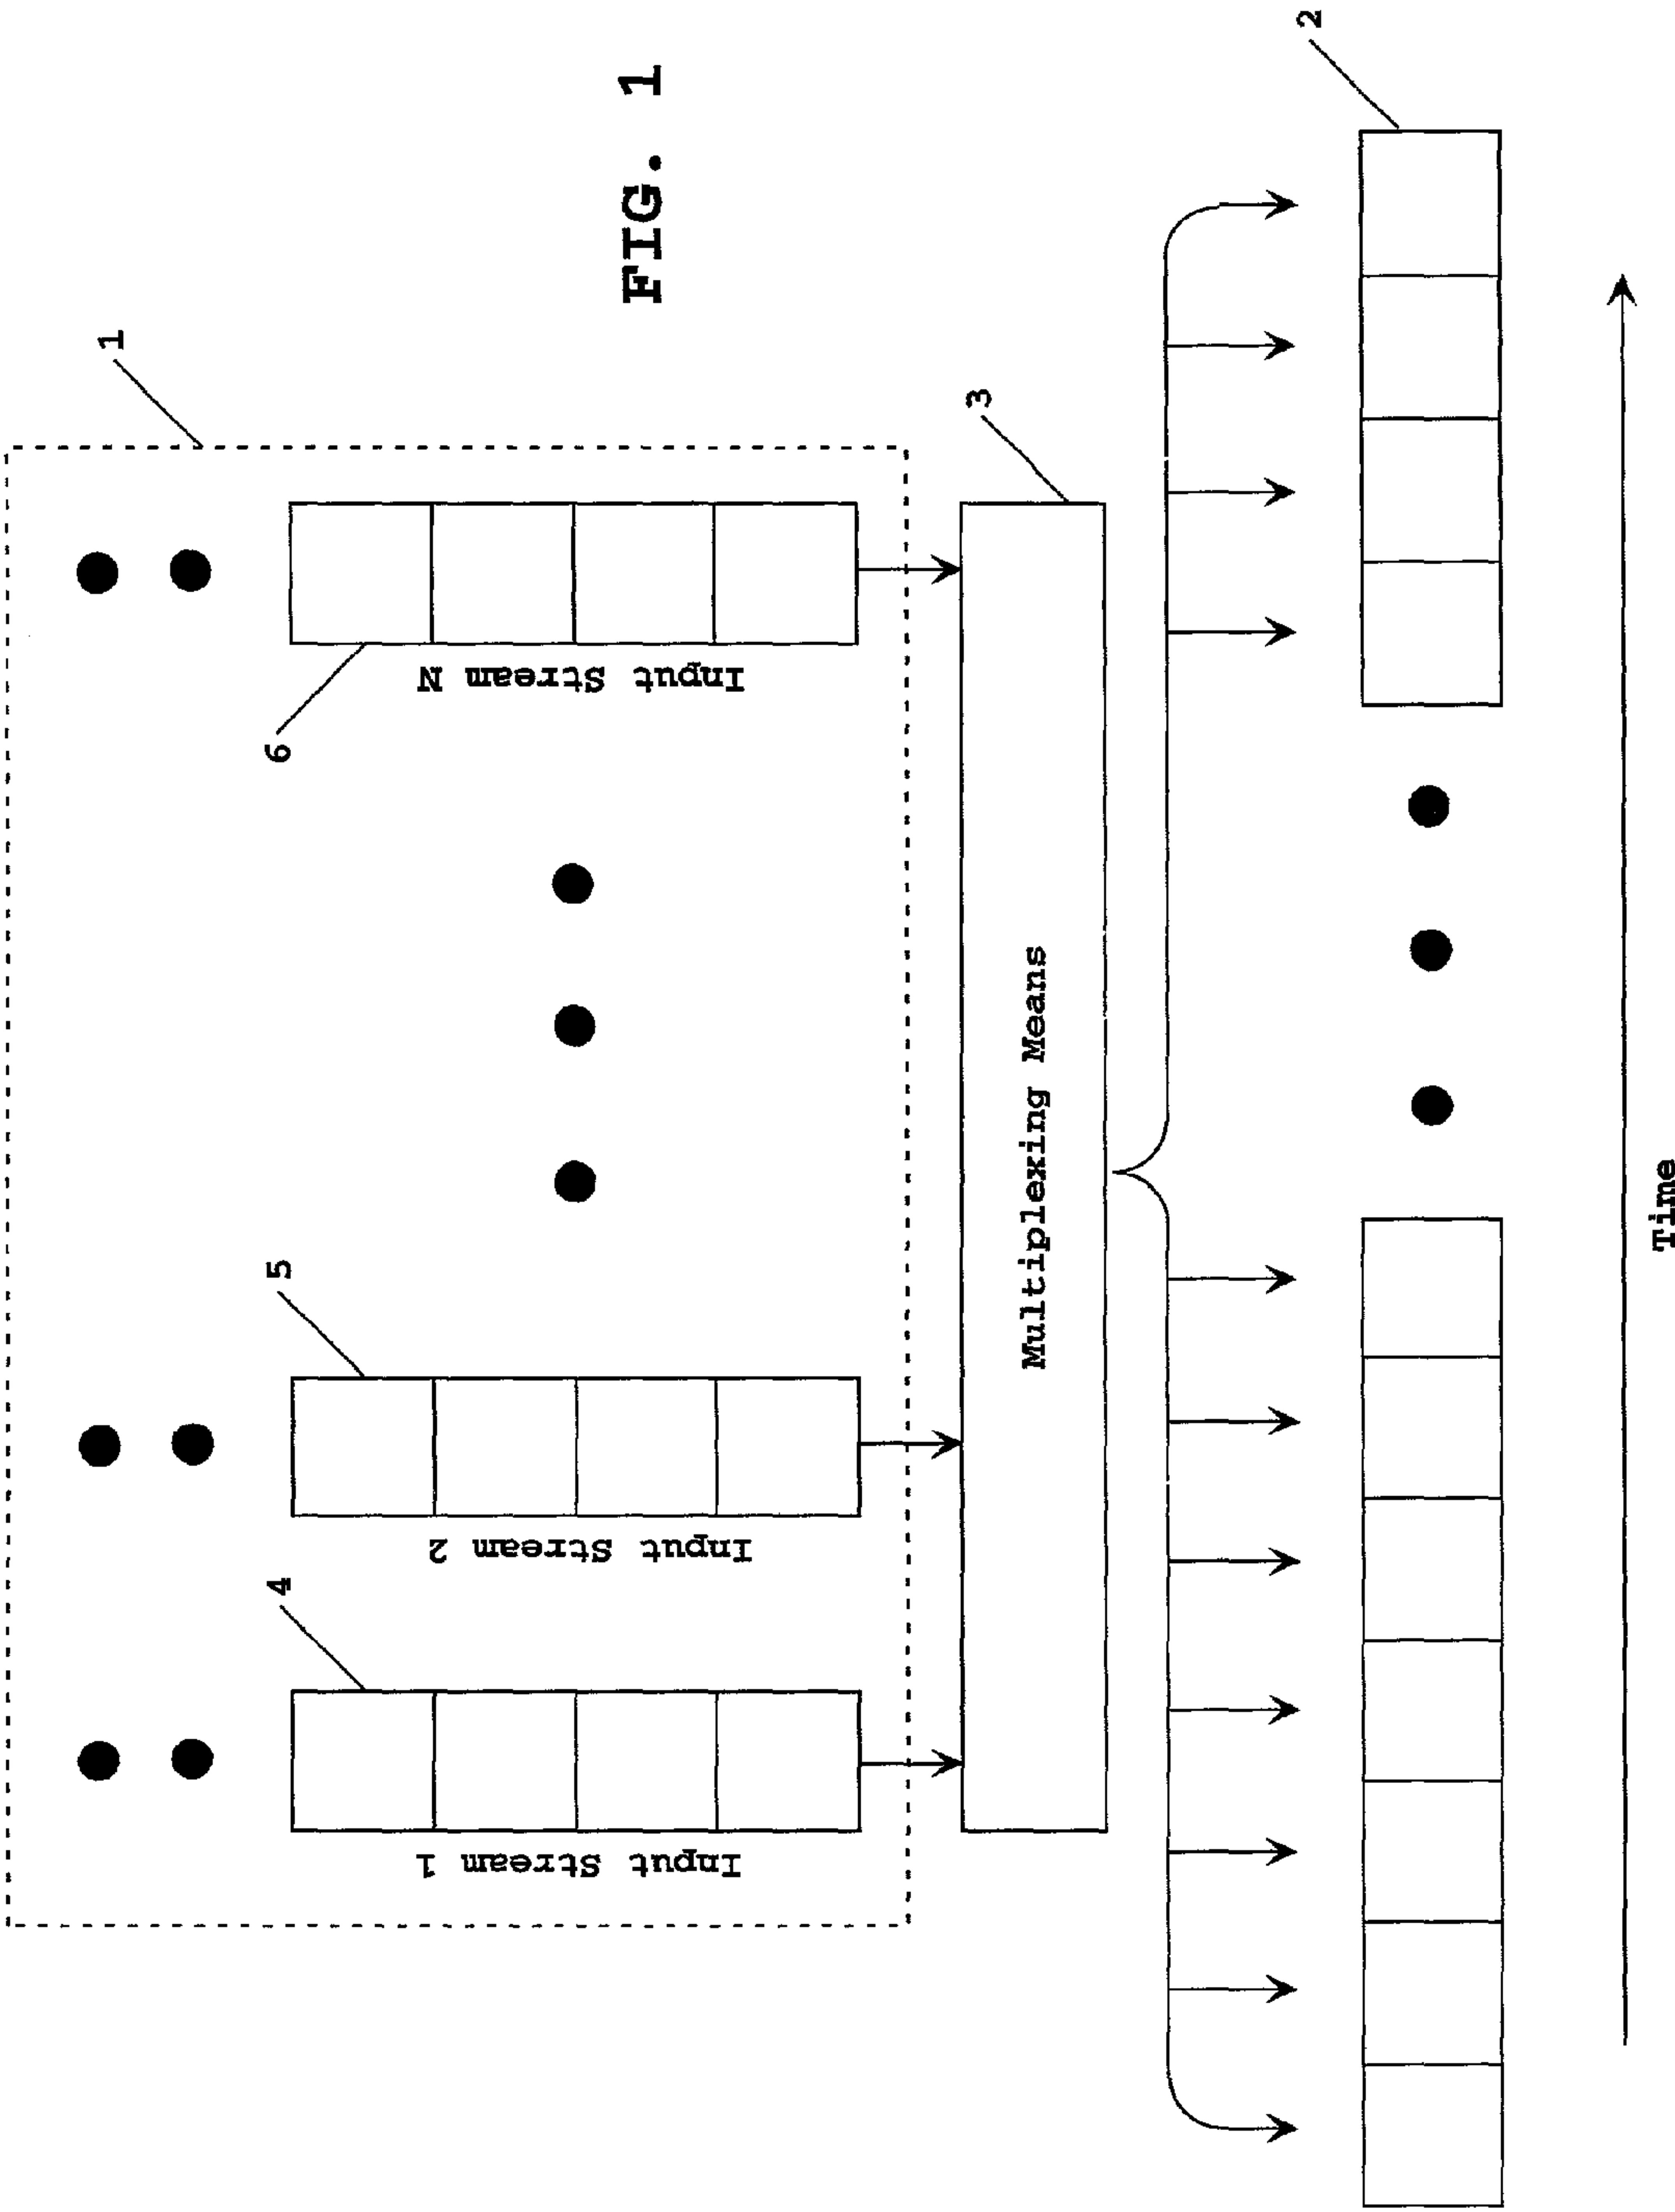 FIG. 1
1
6
Input Stream N
5
Input Stream 2
4
Input Stream 1
3
Multiplexing Means
2
Time